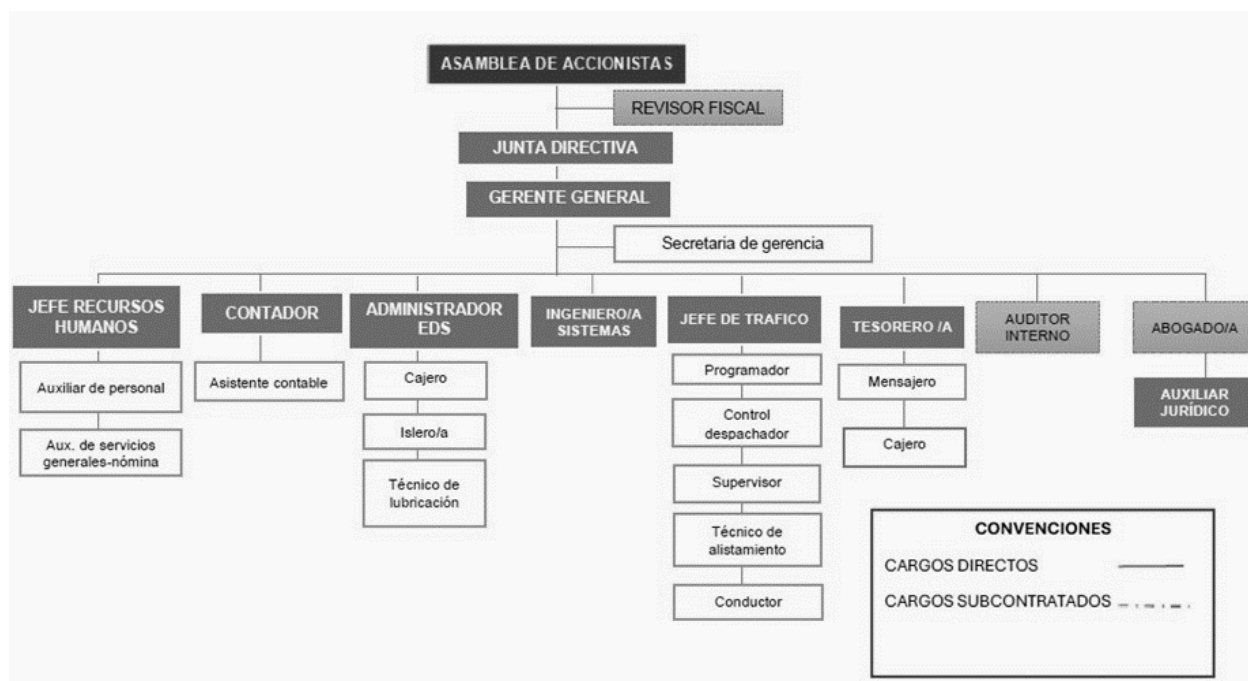 ASAMBLEA DE ACCIONISTAS
REVISOR FISCAL
JUNTA DIRECTIVA
GERENTE GENERAL
Secretaria de gerencia
JEFE RECURSOS
HUMANOS
CONTADOR
ADMINISTRADOR
EDS
INGENIERO/A
SISTEMAS
JEFE DE TRAFICO
TESORERO /A
AUDITOR
INTERNO
ABOGADO/A
Auxiliar de personal
Aux. de servicios
generales-nómina
Asistente contable
Cajero
Islero/a
Técnico de
lubricación
Programador
Control
despachador
Supervisor
Técnico de
alistamiento
Conductor
Mensajero
Cajero
AUXILIAR
JURÍDICO
CONVENCIONES
CARGOS DIRECTOS
CARGOS SUBCONTRATADOS